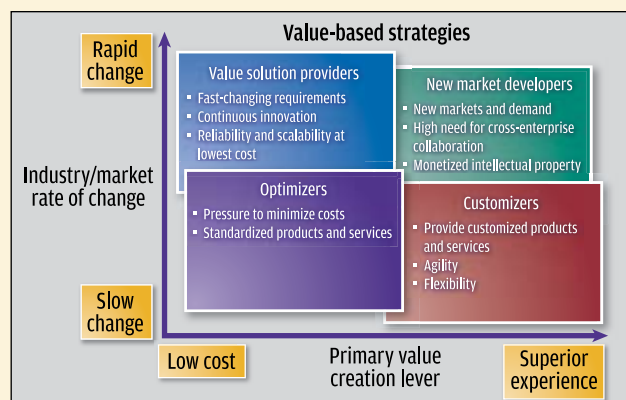 Value-based strategies
Rapid
change
Value solution providers
▪ Fast-changing requirements
▪ Continuous innovation
▪ Reliability and scalability at
lowest cost
New market developers
▪ New markets and demand
▪ High need for cross-enterprise
collaboration
▪ Monetized intellectual property
Industry/market
rate of change
Optimizers
▪ Pressure to minimize costs
▪ Standardized products and services
Customizers
▪ Provide customized products
and services
▪ Agility
▪ Flexibility
Slow
change
Low cost
Primary value
creation lever
Superior
experience